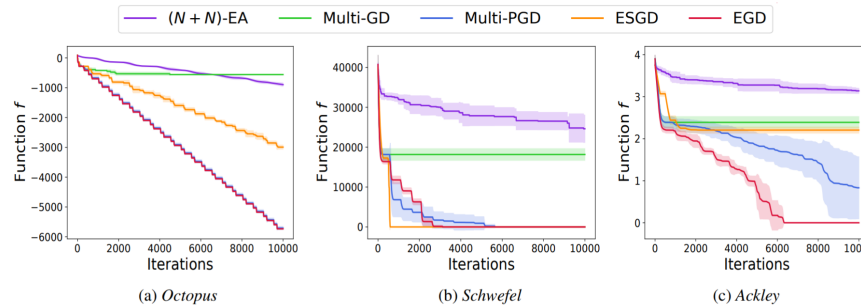 (N + N)-EA Multi-GD Multi-PGD ESGD EGD
0
−1000
−2000
−3000
−4000
−5000
−6000
Function f
0 2000 4000 6000 8000 10000
Iterations
(a) Octopus
40000
30000
20000
10000
0
Function f
0 2000 4000 6000 8000 10000
Iterations
(b) Schwefel
4
3
2
1
0
Function f
0 2000 4000 6000 8000 1000
Iterations
(c) Ackley